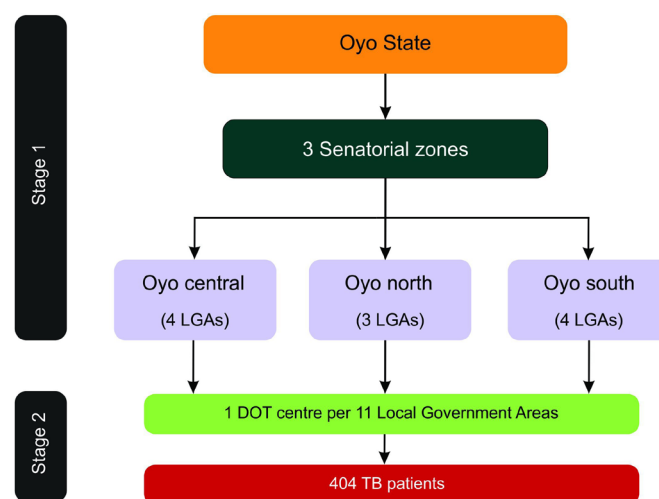 Stage 1
Oyo State
3 Senatorial zones
Oyo central
(4 LGAs)
Oyo north
(3 LGAs)
Oyo south
(4 LGAs)
Stage 2
1 DOT centre per 11 Local Government Areas
404 TB patients